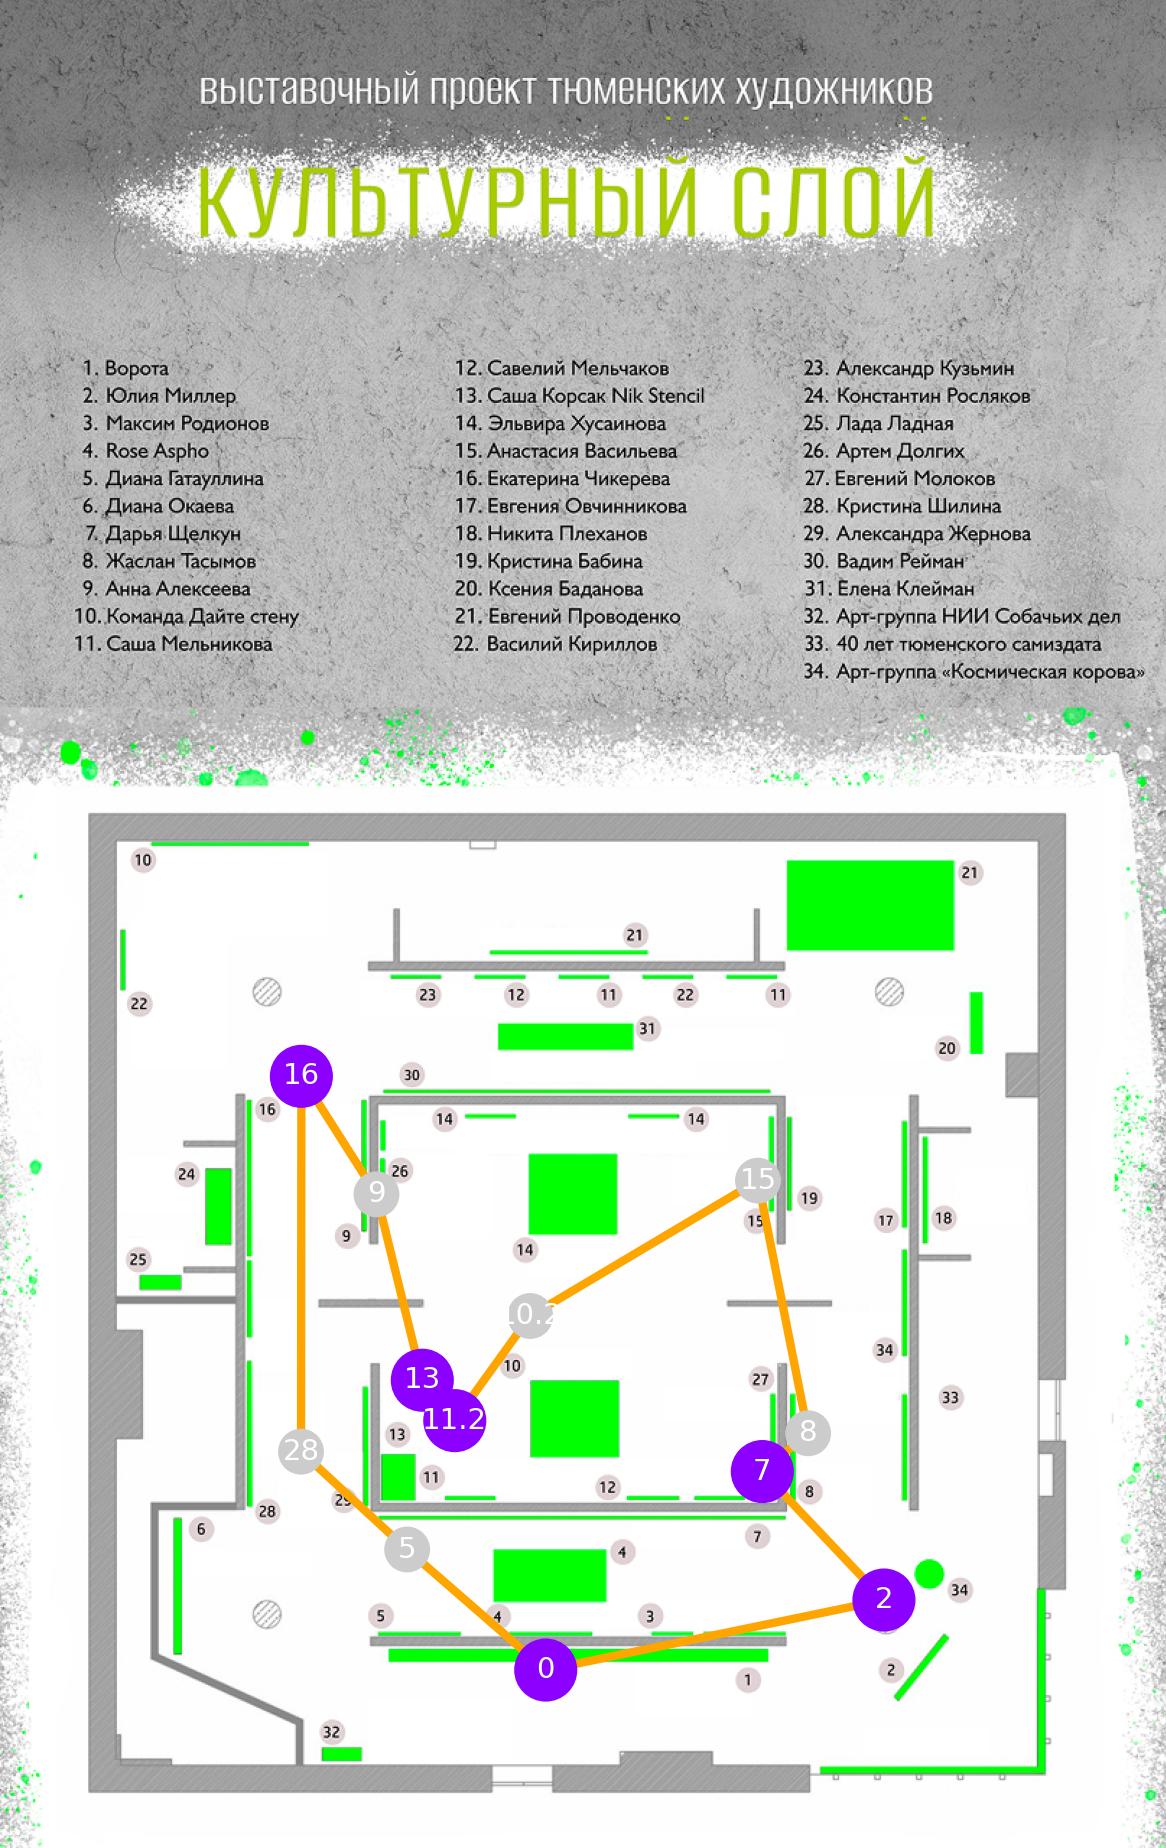 выставочный проект тюменских художников
КУЛЬТУРНЫЙ СЛОЙ
1. Ворота
2. Юлия Миллер
3. Максим Родионов
4. Rose Aspho
5. Диана Гатауллина
6. Диана Окаева
7. Дарья Щелкун
8. Жаслан Тасымов
9. Анна Алексеева
10. Команда Дайте стену
11. Саша Мельникова
12. Савелий Мельчаков
13. Саша Корсак Nik Stencil
14. Эльвира Хусаинова
15. Анастасия Васильева
16. Екатерина Чикерева
17. Евгения Овчинникова
18. Никита Плеханов
19. Кристина Бабина
20. Ксения Баданова
21. Евгений Проводенко
22. Василий Кириллов
23. Александр Кузьмин
24. Константин Росляков
25. Лада Ладная
26. Артем Долгих
27. Евгений Молоков
28. Кристина Шилина
29. Александра Жернова
30. Вадим Рейман
31. Елена Клейман
32. Арт-группа НИИ Собачьих дел
33. 40 лет тюменского самиздата
34. Арт-группа «Космическая корова»
10
21
21
22
23
12
11
22
11
31
20
16
30
16
14
14
24
26
9
15
19
9
15
17
18
25
14
10.2
34
10
13
27
33
11.2
13
8
28
11
7
12
8
29
28
6
7
5
4
34
2
5
4
3
0
2
1
32